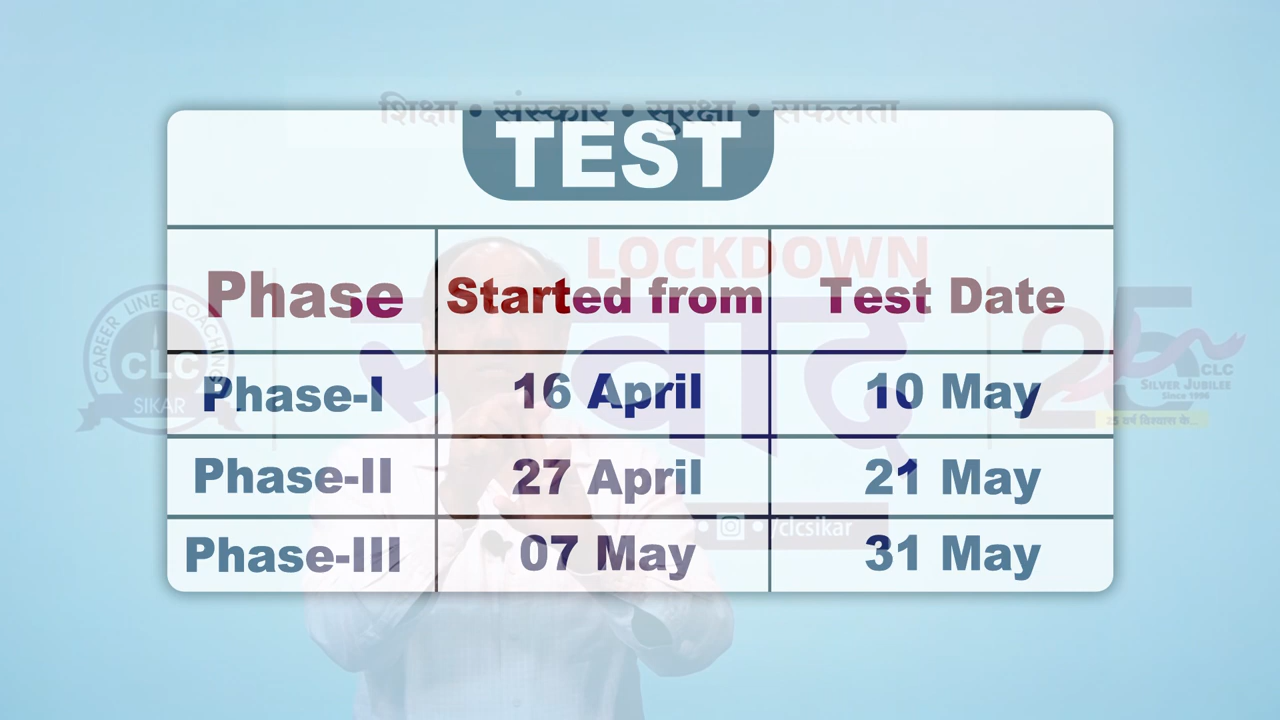 शिक्षा • संस्कार • सुरक्षा • सफलता
TEST
LOCKDOWN
Phase Started from Test Date
संवाद
CAREER LINE COACHING
CLC
SIKAR
25
CLC
SILVER JUBILEE
Since 1996
25 वर्ष विश्वास के...
Phase-I 16 April 10 May
Phase-II 27 April 21 May
/clcsikar
Phase-III 07 May 31 May